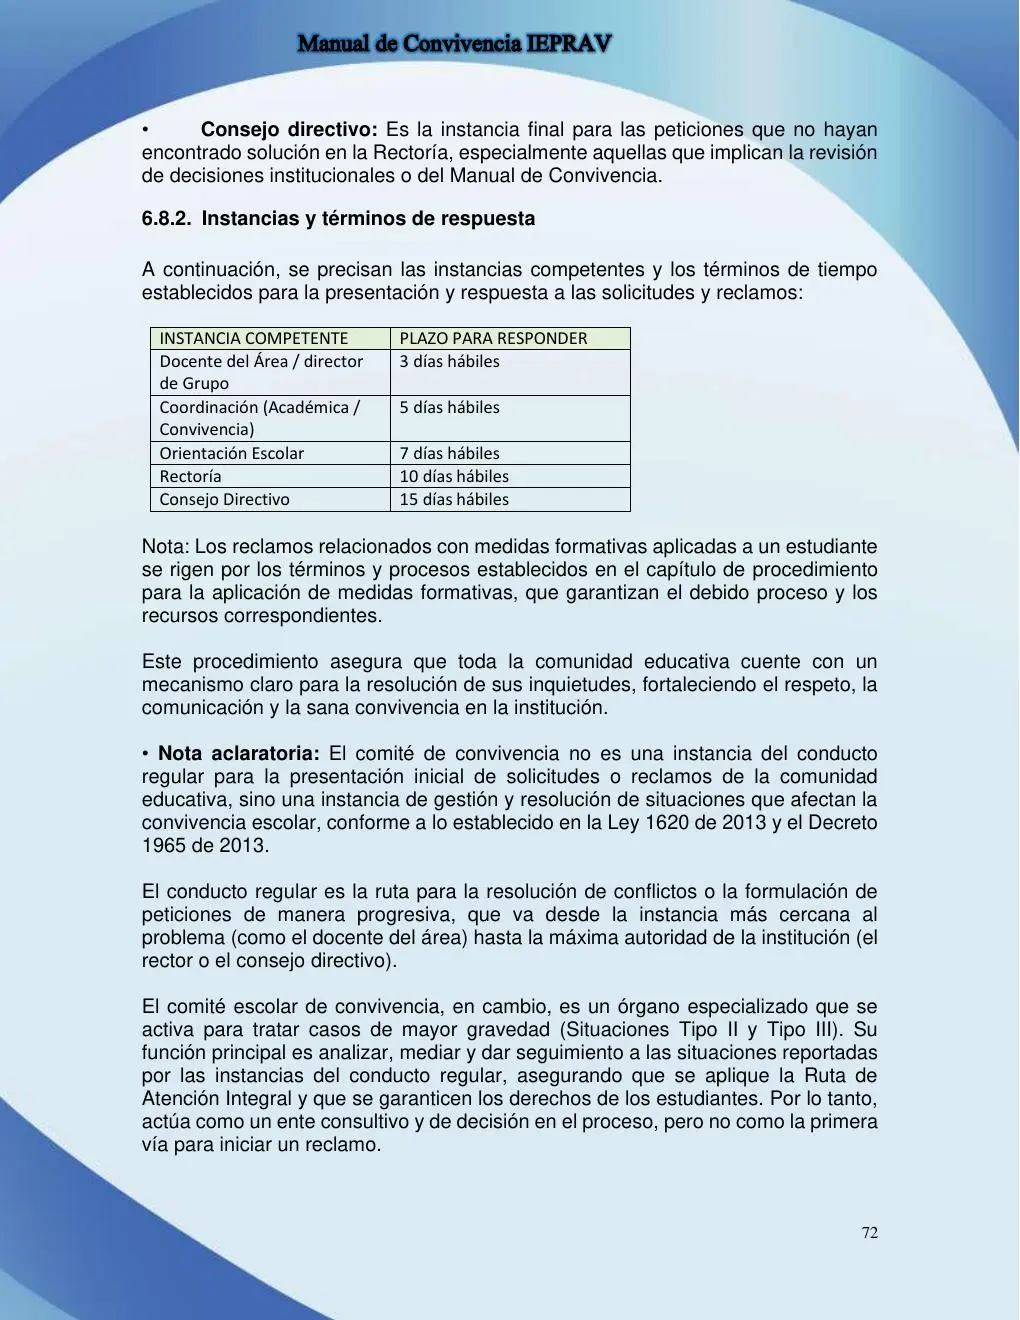 Manual de Convivencia IEPRAV
• Consejo directivo: Es la instancia final para las peticiones que no hayan
encontrado solución en la Rectoría, especialmente aquellas que implican la revisión
de decisiones institucionales o del Manual de Convivencia.
6.8.2. Instancias y términos de respuesta
A continuación, se precisan las instancias competentes y los términos de tiempo
establecidos para la presentación y respuesta a las solicitudes y reclamos:
INSTANCIA COMPETENTE PLAZO PARA RESPONDER
Docente del Área / director 3 días hábiles
de Grupo
Coordinación (Académica / 5 días hábiles
Convivencia)
Orientación Escolar 7 días hábiles
Rectoría 10 días hábiles
Consejo Directivo 15 días hábiles
Nota: Los reclamos relacionados con medidas formativas aplicadas a un estudiante
se rigen por los términos y procesos establecidos en el capítulo de procedimiento
para la aplicación de medidas formativas, que garantizan el debido proceso y los
recursos correspondientes.
Este procedimiento asegura que toda la comunidad educativa cuente con un
mecanismo claro para la resolución de sus inquietudes, fortaleciendo el respeto, la
comunicación y la sana convivencia en la institución.
• Nota aclaratoria: El comité de convivencia no es una instancia del conducto
regular para la presentación inicial de solicitudes o reclamos de la comunidad
educativa, sino una instancia de gestión y resolución de situaciones que afectan la
convivencia escolar, conforme a lo establecido en la Ley 1620 de 2013 y el Decreto
1965 de 2013.
El conducto regular es la ruta para la resolución de conflictos o la formulación de
peticiones de manera progresiva, que va desde la instancia más cercana al
problema (como el docente del área) hasta la máxima autoridad de la institución (el
rector o el consejo directivo).
El comité escolar de convivencia, en cambio, es un órgano especializado que se
activa para tratar casos de mayor gravedad (Situaciones Tipo II y Tipo III). Su
función principal es analizar, mediar y dar seguimiento a las situaciones reportadas
por las instancias del conducto regular, asegurando que se aplique la Ruta de
Atención Integral y que se garanticen los derechos de los estudiantes. Por lo tanto,
actúa como un ente consultivo y de decisión en el proceso, pero no como la primera
vía para iniciar un reclamo.
72